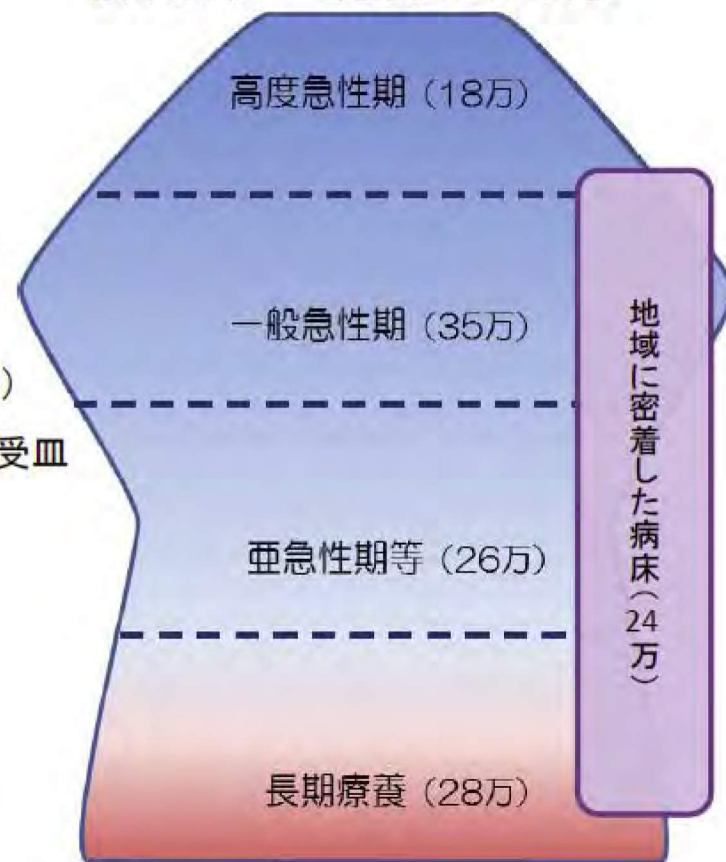 高度急性期（18万）
一般急性期（35万）
）
受皿
亜急性期等（26万）
長期療養（28万）
地域に密着した病床（24万）